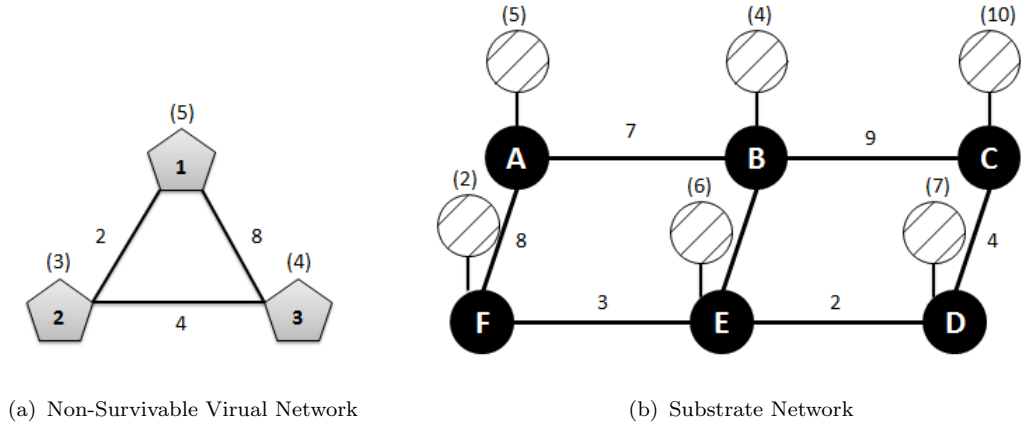 (5)
1
2
8
(3)
(4)
2
3
4
(5)
(4)
(10)
7
9
A
B
C
(2)
(6)
(7)
8
4
3
2
F
E
D
(a) Non-Survivable Virual Network
(b) Substrate Network